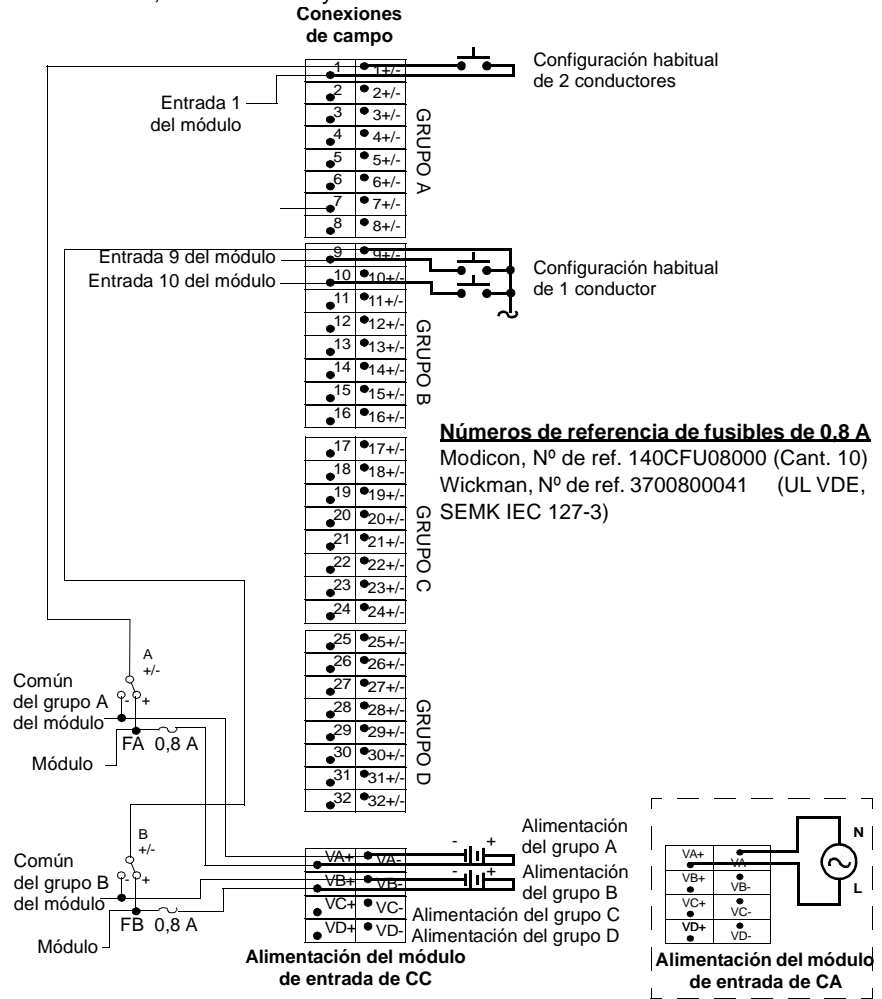 Conexiones
de campo
1 1+/-
2 2+/-
3 3+/-
4 4+/-
5 5+/-
6 6+/-
7 7+/-
8 8+/-
GRUPO A
Configuración habitual
de 2 conductores
Entrada 1
del módulo
9 9+/-
10 10+/-
11 11+/-
12 12+/-
13 13+/-
14 14+/-
15 15+/-
16 16+/-
GRUPO B
Entrada 9 del módulo
Entrada 10 del módulo
Configuración habitual
de 1 conductor
Números de referencia de fusibles de 0,8 A
Modicon, Nº de ref. 140CFU08000 (Cant. 10)
Wickman, Nº de ref. 3700800041 (UL VDE,
SEMK IEC 127-3)
17 17+/-
18 18+/-
19 19+/-
20 20+/-
21 21+/-
22 22+/-
23 23+/-
24 24+/-
GRUPO C
25 25+/-
26 26+/-
27 27+/-
28 28+/-
29 29+/-
30 30+/-
31 31+/-
32 32+/-
GRUPO D
A
+/-
Común
del grupo A
del módulo
- +
FA 0,8 A
Módulo
B
+/-
Común
del grupo B
del módulo
- +
FB 0,8 A
Módulo
VA+ VA-
VB+ VB-
VC+ VC-
VD+ VD-
- +
- +
Alimentación
del grupo A
Alimentación
del grupo B
Alimentación del grupo C
Alimentación del grupo D
Alimentación del módulo
de entrada de CC
N
L
VA+ VA-
VB+ VB-
VC+ VC-
VD+ VD-
Alimentación del módulo
de entrada de CA